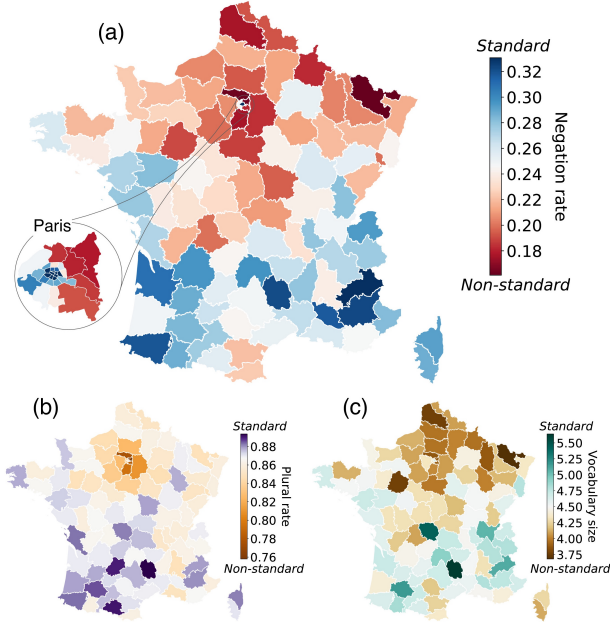 (a)
Standard
0.32
0.30
0.28
0.26
0.24
0.22
0.20
0.18
Negation rate
Non-standard
Paris
(b)
Standard
0.88
0.86
0.84
0.82
0.80
0.78
0.76
Plural rate
Non-standard
(c)
Standard
5.50
5.25
5.00
4.75
4.50
4.25
4.00
3.75
Vocabulary size
Non-standard